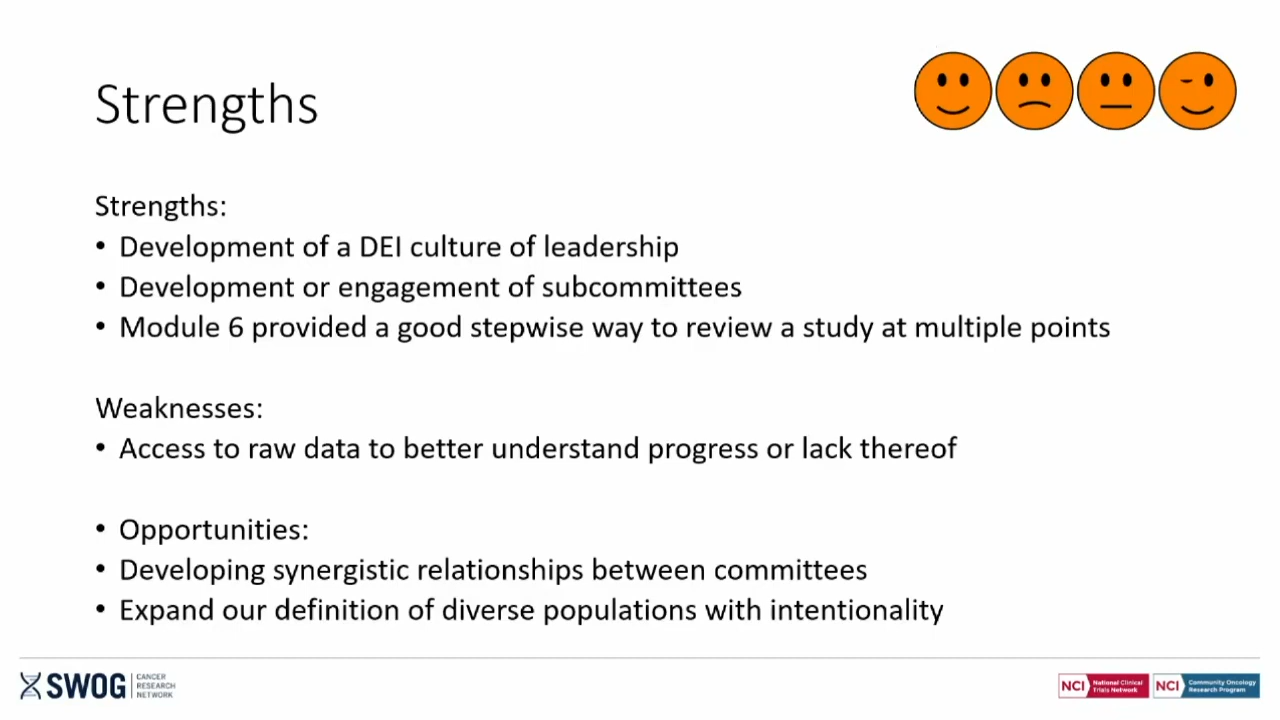 Strengths
Strengths:
• Development of a DEI culture of leadership
• Development or engagement of subcommittees
• Module 6 provided a good stepwise way to review a study at multiple points
Weaknesses:
• Access to raw data to better understand progress or lack thereof
• Opportunities:
• Developing synergistic relationships between committees
• Expand our definition of diverse populations with intentionality
SWOG
CANCER
RESEARCH
NETWORK
NCI
National Clinical
Trials Network
NCI
Community Oncology
Research Program